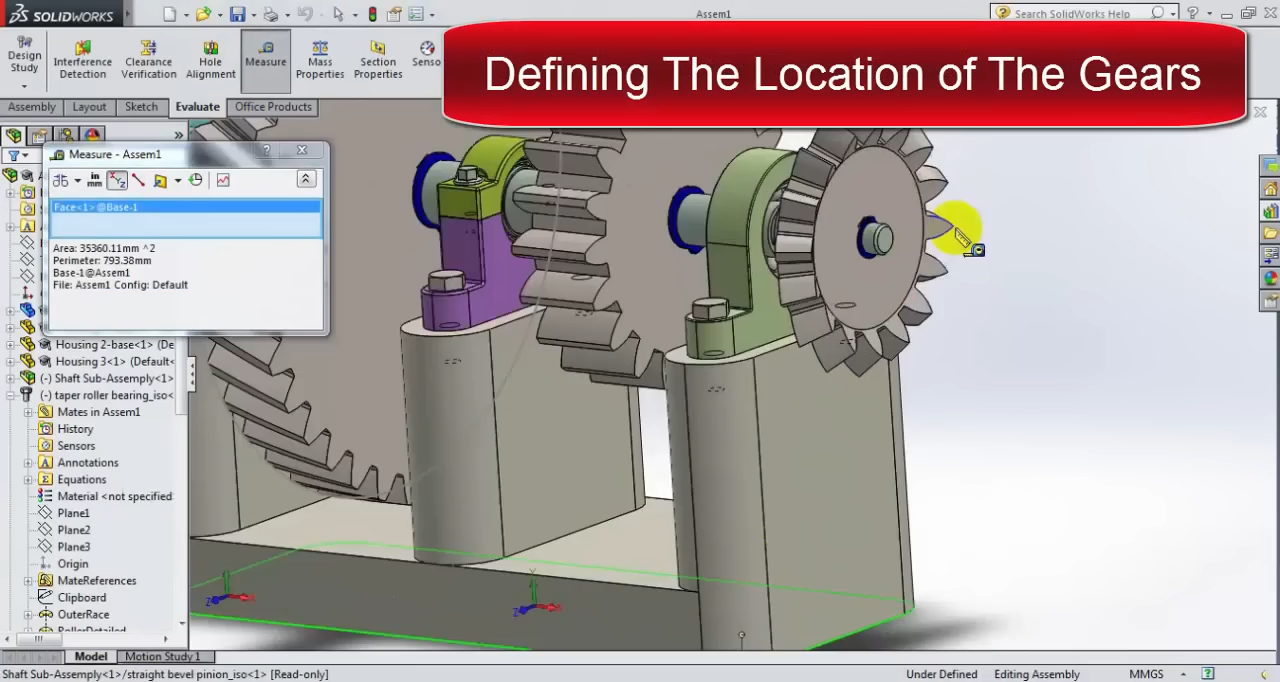 SOLIDWORKS
Assem1
Search SolidWorks Help
Design Study
Interference Detection
Clearance Verification
Hole Alignment
Measure
Mass Properties
Section Properties
Senso
Defining The Location of The Gears
Assembly Layout Sketch Evaluate Office Products
Measure - Assem1
in mm
Face<1>@Base-1
Area: 35360.11mm ^2
Perimeter: 793.38mm
Base-1@Assem1
File: Assem1 Config: Default
Housing 2-base<1> (De
Housing 3<1> (Default<
(-) Shaft Sub-Assembly<1>
(-) taper roller bearing_iso<
Mates in Assem1
History
Sensors
Annotations
Equations
Material <not specified
Plane1
Plane2
Plane3
Origin
MateReferences
Clipboard
OuterRace
RollerDetailed
Model Motion Study 1
Shaft Sub-Assembly<1>/straight bevel pinion_iso<1> [Read-only]
Under Defined Editing Assembly MMGS